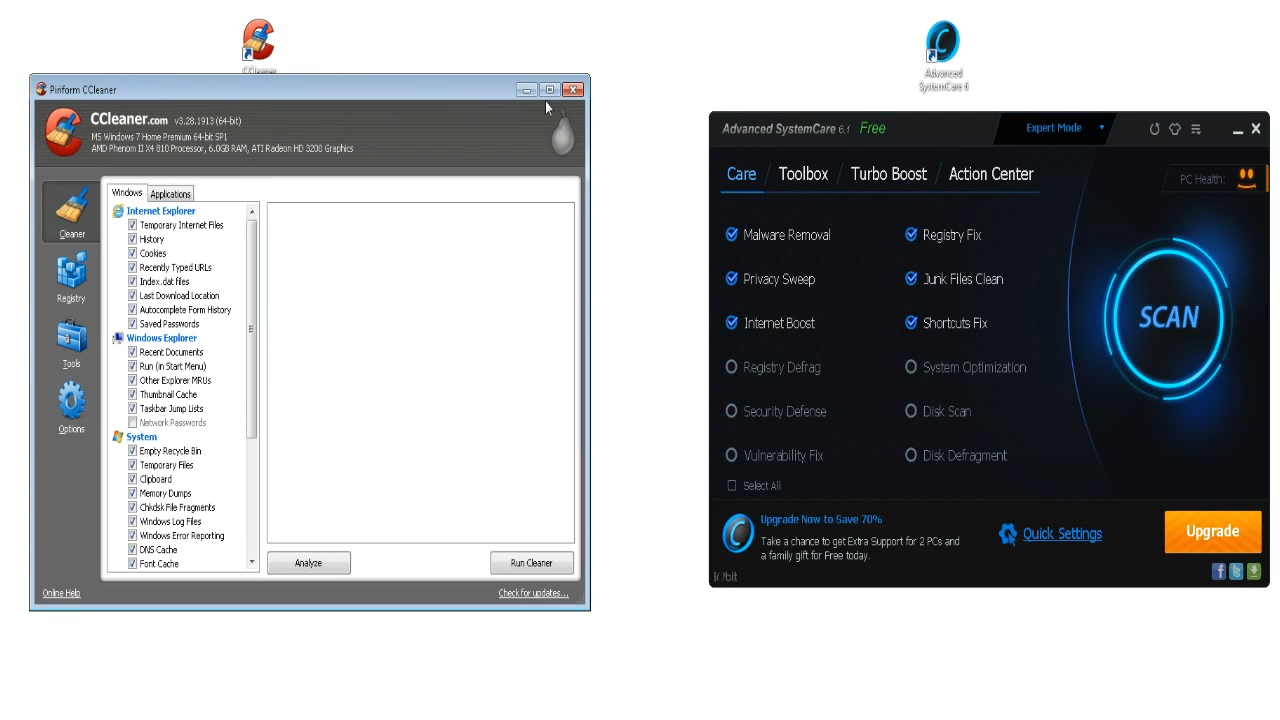 CCleaner
Piriform CCleaner
CCleaner.com v3.28.1913 (64-bit)
MS Windows 7 Home Premium 64-bit SP1
AMD Phenom II X4 810 Processor, 6.0GB RAM, ATI Radeon HD 3200 Graphics
Cleaner
Registry
Tools
Options
Windows
Applications
Internet Explorer
Temporary Internet Files
History
Cookies
Recently Typed URLs
Index.dat files
Last Download Location
Autocomplete Form History
Saved Passwords
Windows Explorer
Recent Documents
Run (in Start Menu)
Other Explorer MRUs
Thumbnail Cache
Taskbar Jump Lists
Network Passwords
System
Empty Recycle Bin
Temporary Files
Clipboard
Memory Dumps
Chkdsk File Fragments
Windows Log Files
Windows Error Reporting
DNS Cache
Font Cache
Analyze
Run Cleaner
Online Help
Check for updates...
Advanced
SystemCare 6
Advanced SystemCare 6.1 Free
Expert Mode
Care / Toolbox / Turbo Boost / Action Center
PC Health:
Malware Removal
Registry Fix
Privacy Sweep
Junk Files Clean
Internet Boost
Shortcuts Fix
Registry Defrag
System Optimization
Security Defense
Disk Scan
Vulnerability Fix
Disk Defragment
Select All
SCAN
Upgrade Now to Save 70%
Take a chance to get Extra Support for 2 PCs and
a family gift for Free today.
Quick Settings
Upgrade
IObit